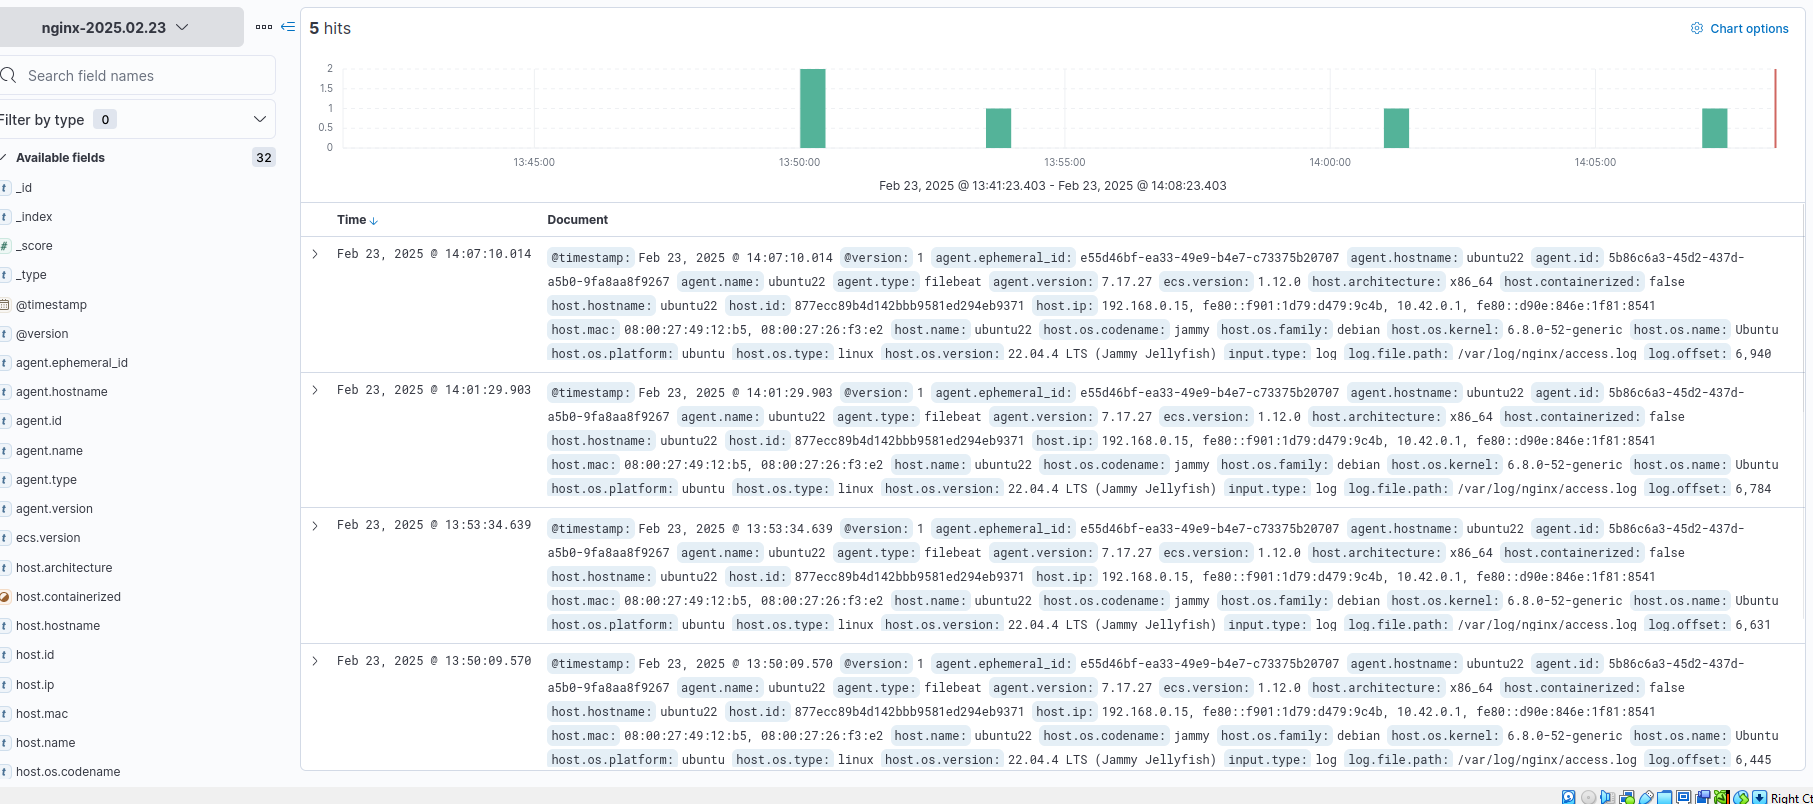 nginx-2025.02.23
5 hits
Chart options
Search field names
Filter by type 0
Available fields 32
_id
_index
_score
_type
@timestamp
@version
agent.ephemeral_id
agent.hostname
agent.id
agent.name
agent.type
agent.version
ecs.version
host.architecture
host.containerized
host.hostname
host.id
host.ip
host.mac
host.name
host.os.codename
2
1.5
1
0.5
0
13:45:00 13:50:00 13:55:00 14:00:00 14:05:00
Feb 23, 2025 @ 13:41:23.403 - Feb 23, 2025 @ 14:08:23.403
Time Document
Feb 23, 2025 @ 14:07:10.014
@timestamp: Feb 23, 2025 @ 14:07:10.014 @version: 1 agent.ephemeral_id: e55d46bf-ea33-49e9-b4e7-c73375b20707 agent.hostname: ubuntu22 agent.id: 5b86c6a3-45d2-437d-
a5b0-9fa8aa8f9267 agent.name: ubuntu22 agent.type: filebeat agent.version: 7.17.27 ecs.version: 1.12.0 host.architecture: x86_64 host.containerized: false
host.hostname: ubuntu22 host.id: 877ecc89b4d142bbb9581ed294eb9371 host.ip: 192.168.0.15, fe80::f901:1d79:d479:9c4b, 10.42.0.1, fe80::d90e:846e:1f81:8541
host.mac: 08:00:27:49:12:b5, 08:00:27:26:f3:e2 host.name: ubuntu22 host.os.codename: jammy host.os.family: debian host.os.kernel: 6.8.0-52-generic host.os.name: Ubuntu
host.os.platform: ubuntu host.os.type: linux host.os.version: 22.04.4 LTS (Jammy Jellyfish) input.type: log log.file.path: /var/log/nginx/access.log log.offset: 6,940
Feb 23, 2025 @ 14:01:29.903
@timestamp: Feb 23, 2025 @ 14:01:29.903 @version: 1 agent.ephemeral_id: e55d46bf-ea33-49e9-b4e7-c73375b20707 agent.hostname: ubuntu22 agent.id: 5b86c6a3-45d2-437d-
a5b0-9fa8aa8f9267 agent.name: ubuntu22 agent.type: filebeat agent.version: 7.17.27 ecs.version: 1.12.0 host.architecture: x86_64 host.containerized: false
host.hostname: ubuntu22 host.id: 877ecc89b4d142bbb9581ed294eb9371 host.ip: 192.168.0.15, fe80::f901:1d79:d479:9c4b, 10.42.0.1, fe80::d90e:846e:1f81:8541
host.mac: 08:00:27:49:12:b5, 08:00:27:26:f3:e2 host.name: ubuntu22 host.os.codename: jammy host.os.family: debian host.os.kernel: 6.8.0-52-generic host.os.name: Ubuntu
host.os.platform: ubuntu host.os.type: linux host.os.version: 22.04.4 LTS (Jammy Jellyfish) input.type: log log.file.path: /var/log/nginx/access.log log.offset: 6,784
Feb 23, 2025 @ 13:53:34.639
@timestamp: Feb 23, 2025 @ 13:53:34.639 @version: 1 agent.ephemeral_id: e55d46bf-ea33-49e9-b4e7-c73375b20707 agent.hostname: ubuntu22 agent.id: 5b86c6a3-45d2-437d-
a5b0-9fa8aa8f9267 agent.name: ubuntu22 agent.type: filebeat agent.version: 7.17.27 ecs.version: 1.12.0 host.architecture: x86_64 host.containerized: false
host.hostname: ubuntu22 host.id: 877ecc89b4d142bbb9581ed294eb9371 host.ip: 192.168.0.15, fe80::f901:1d79:d479:9c4b, 10.42.0.1, fe80::d90e:846e:1f81:8541
host.mac: 08:00:27:49:12:b5, 08:00:27:26:f3:e2 host.name: ubuntu22 host.os.codename: jammy host.os.family: debian host.os.kernel: 6.8.0-52-generic host.os.name: Ubuntu
host.os.platform: ubuntu host.os.type: linux host.os.version: 22.04.4 LTS (Jammy Jellyfish) input.type: log log.file.path: /var/log/nginx/access.log log.offset: 6,631
Feb 23, 2025 @ 13:50:09.570
@timestamp: Feb 23, 2025 @ 13:50:09.570 @version: 1 agent.ephemeral_id: e55d46bf-ea33-49e9-b4e7-c73375b20707 agent.hostname: ubuntu22 agent.id: 5b86c6a3-45d2-437d-
a5b0-9fa8aa8f9267 agent.name: ubuntu22 agent.type: filebeat agent.version: 7.17.27 ecs.version: 1.12.0 host.architecture: x86_64 host.containerized: false
host.hostname: ubuntu22 host.id: 877ecc89b4d142bbb9581ed294eb9371 host.ip: 192.168.0.15, fe80::f901:1d79:d479:9c4b, 10.42.0.1, fe80::d90e:846e:1f81:8541
host.mac: 08:00:27:49:12:b5, 08:00:27:26:f3:e2 host.name: ubuntu22 host.os.codename: jammy host.os.family: debian host.os.kernel: 6.8.0-52-generic host.os.name: Ubuntu
host.os.platform: ubuntu host.os.type: linux host.os.version: 22.04.4 LTS (Jammy Jellyfish) input.type: log log.file.path: /var/log/nginx/access.log log.offset: 6,445
Right Ct